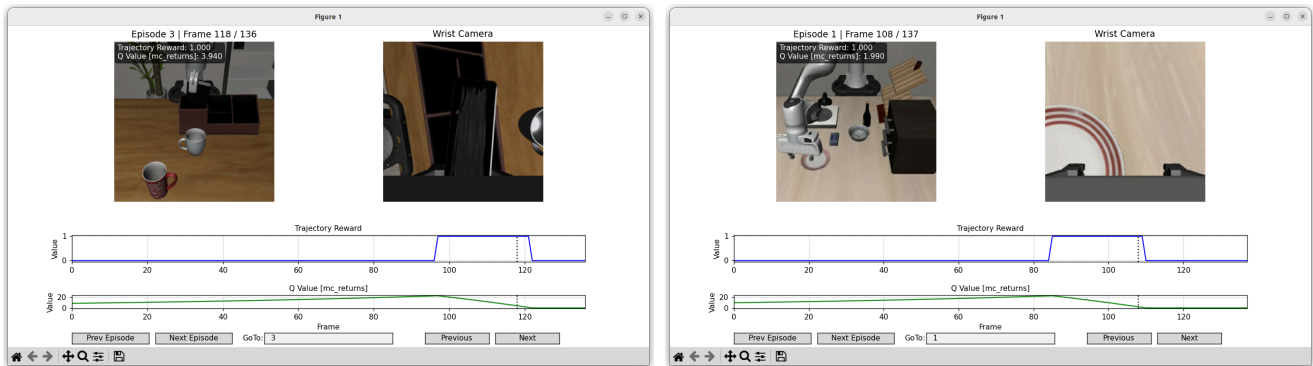 Figure 1
Episode 3 | Frame 118 / 136
Wrist Camera
Trajectory Reward: 1.000
Q Value [mc_returns]: 3.940
Trajectory Reward
Value
1
0
0 20 40 60 80 100 120
Q Value [mc_returns]
Value
20
0
0 20 40 60 80 100 120
Frame
Prev Episode Next Episode GoTo: 3 Previous Next
Figure 1
Episode 1 | Frame 108 / 137
Wrist Camera
Trajectory Reward: 1.000
Q Value [mc_returns]: 1.990
Trajectory Reward
Value
1
0
0 20 40 60 80 100 120
Q Value [mc_returns]
Value
20
0
0 20 40 60 80 100 120
Frame
Prev Episode Next Episode GoTo: 1 Previous Next